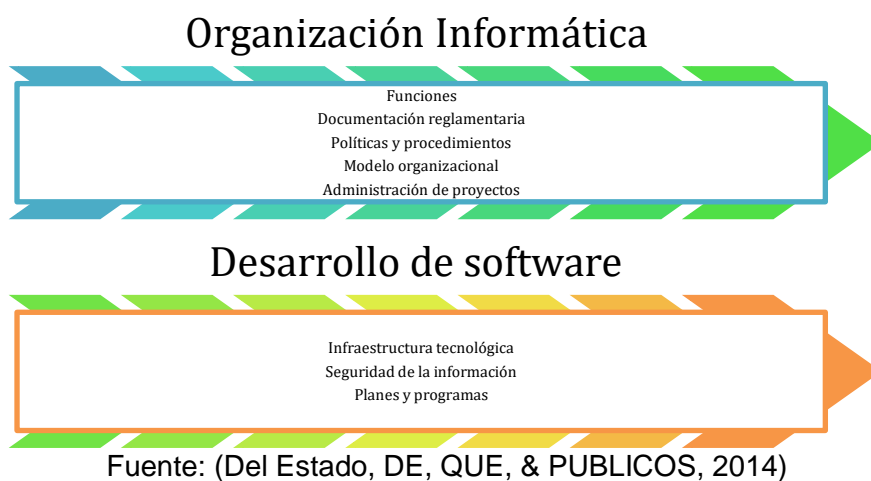 Organización Informática
Funciones
Documentación reglamentaria
Políticas y procedimientos
Modelo organizacional
Administración de proyectos
Desarrollo de software
Infraestructura tecnológica
Seguridad de la información
Planes y programas
Fuente: (Del Estado, DE, QUE, & PUBLICOS, 2014)